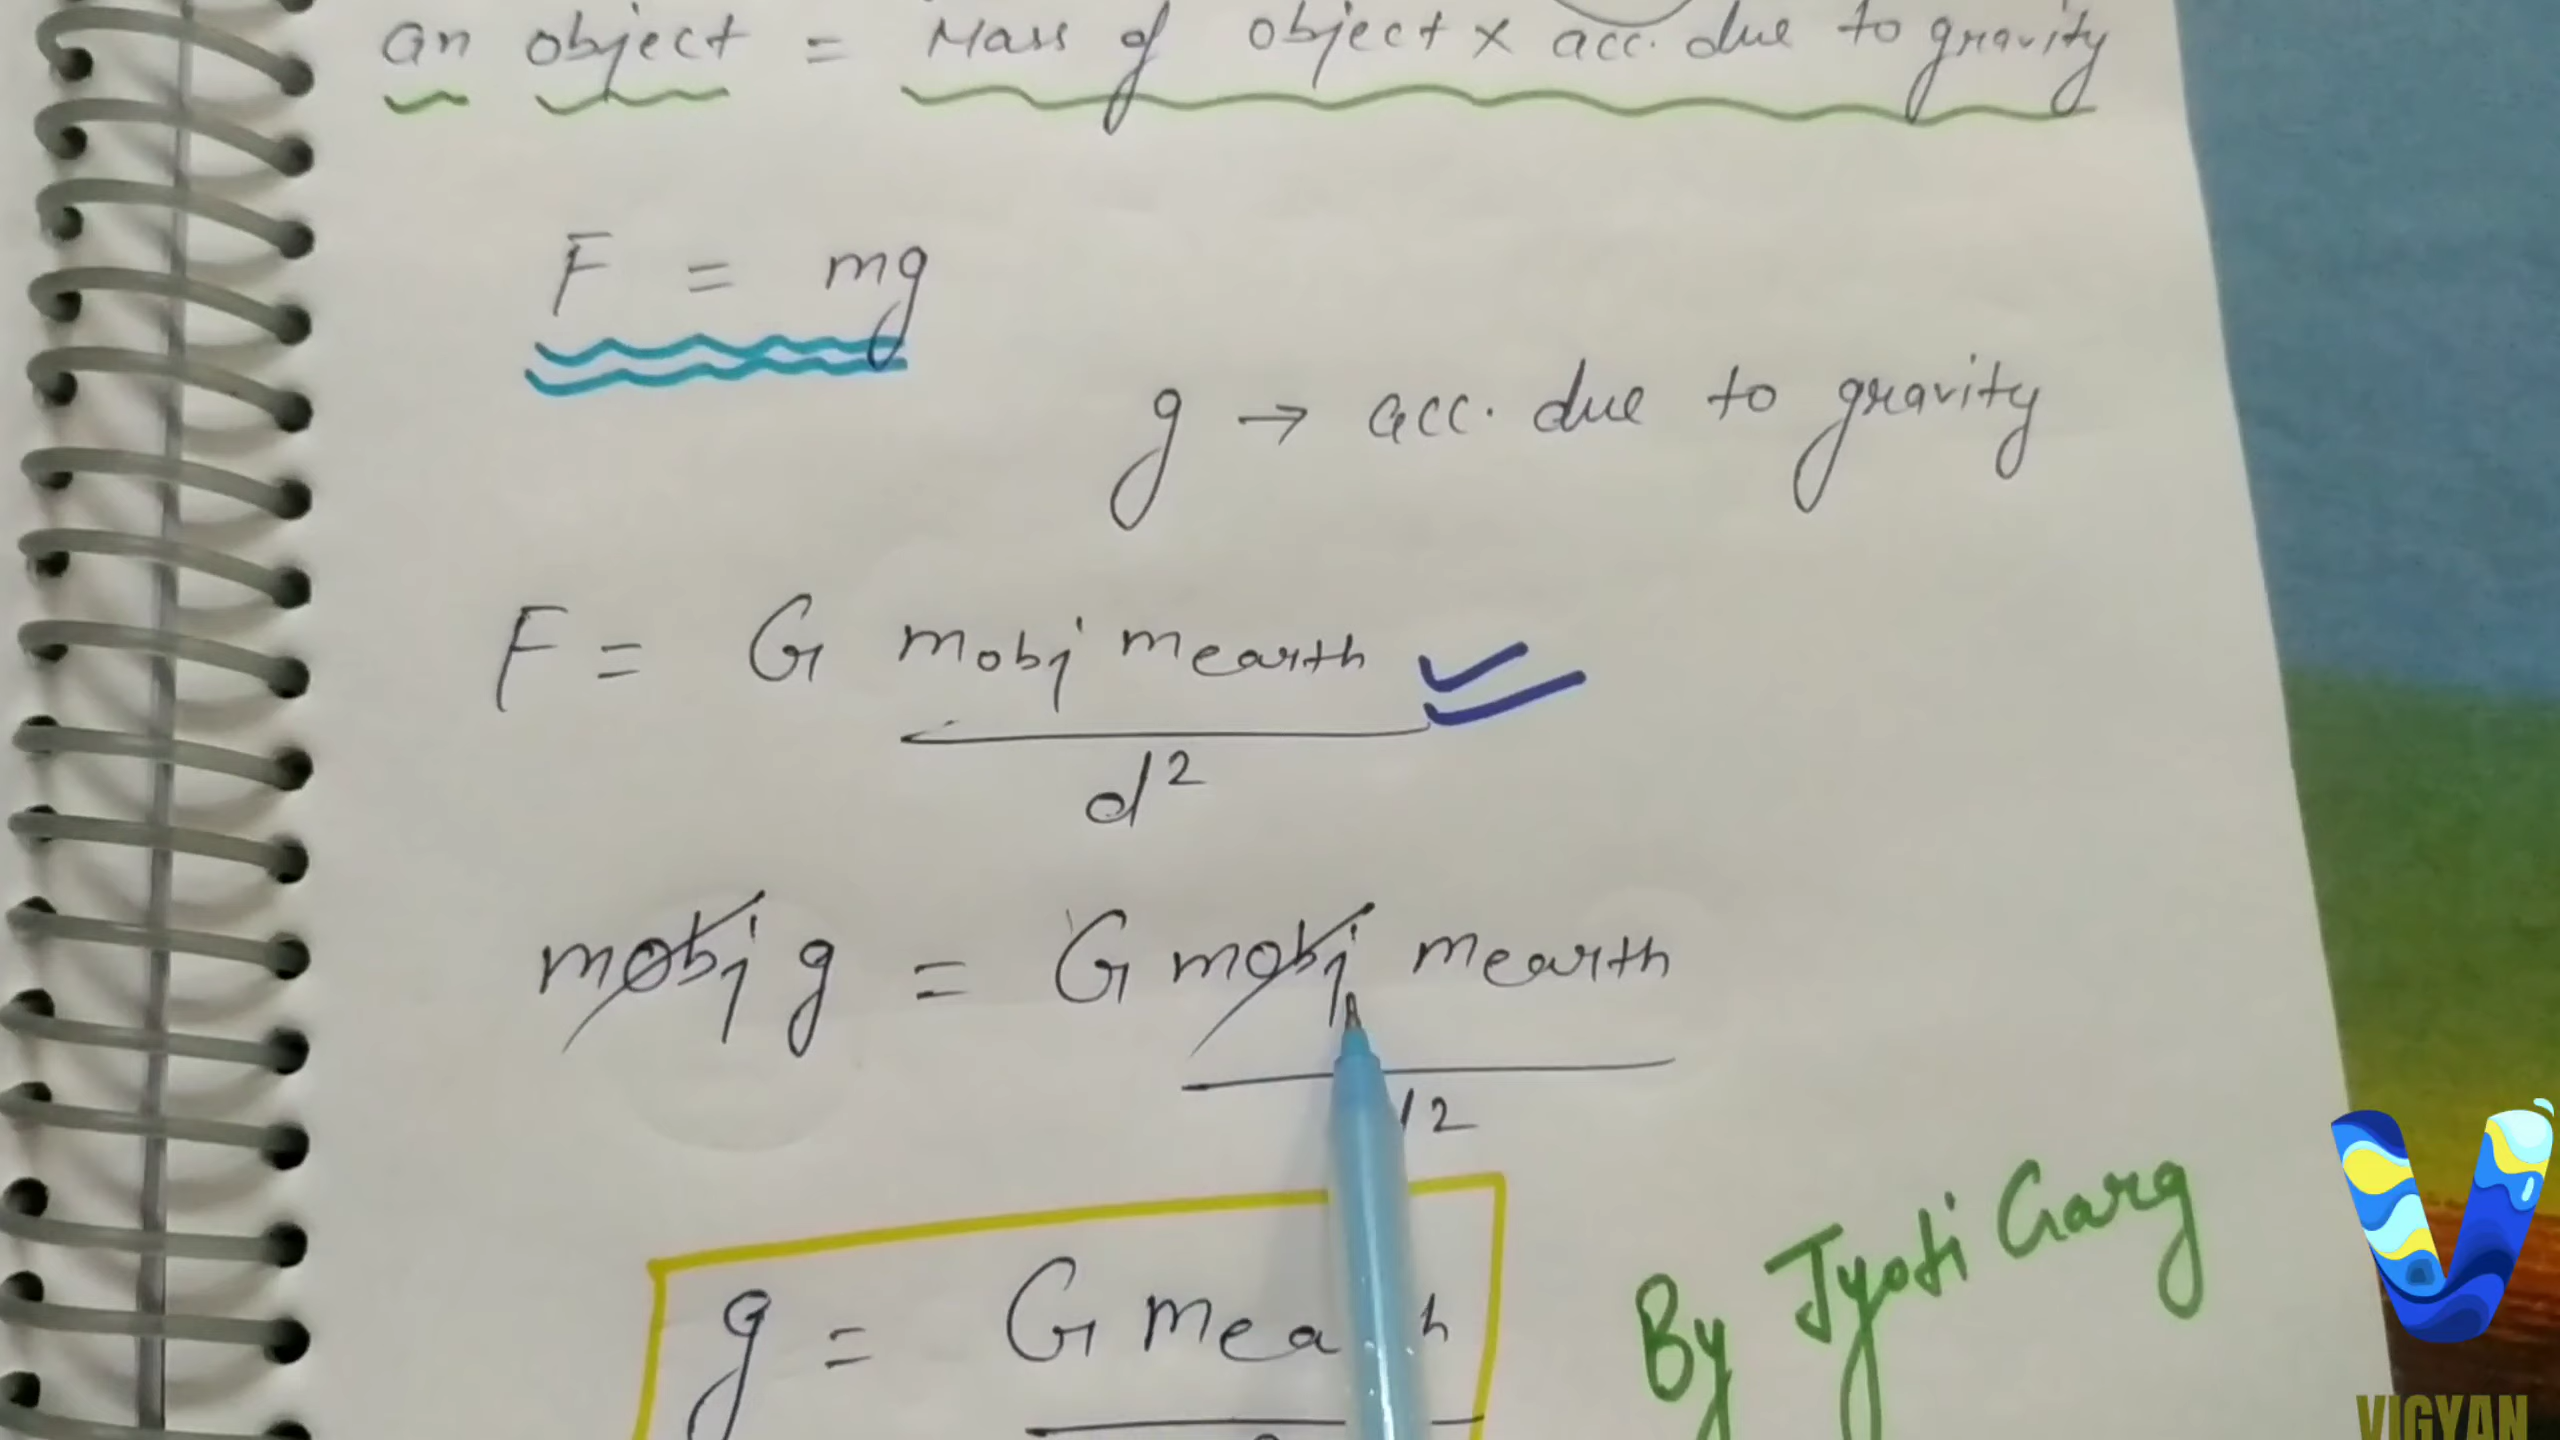 an object = Mass of object × acc. due to gravity
F = mg
g → acc. due to gravity
F = G mobj mearth
d²
mobj g = G mobj mearth
2
g = G
By Jyoti Garg
VIGYAN